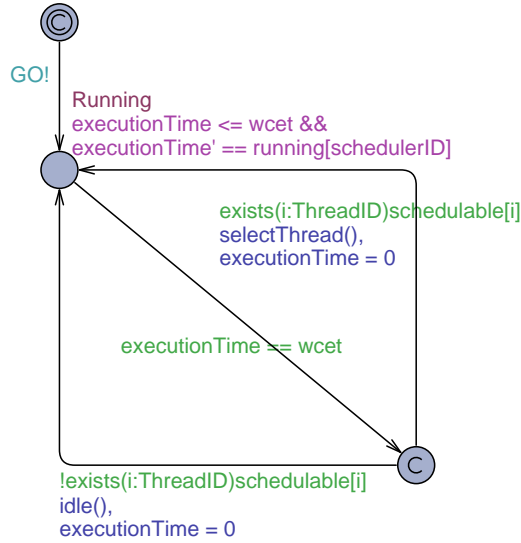 C
GO!
Running
executionTime <= wcet &&
executionTime' == running[schedulerID]
exists(i:ThreadID)schedulable[i]
selectThread(),
executionTime = 0
executionTime == wcet
C
!exists(i:ThreadID)schedulable[i]
idle(),
executionTime = 0